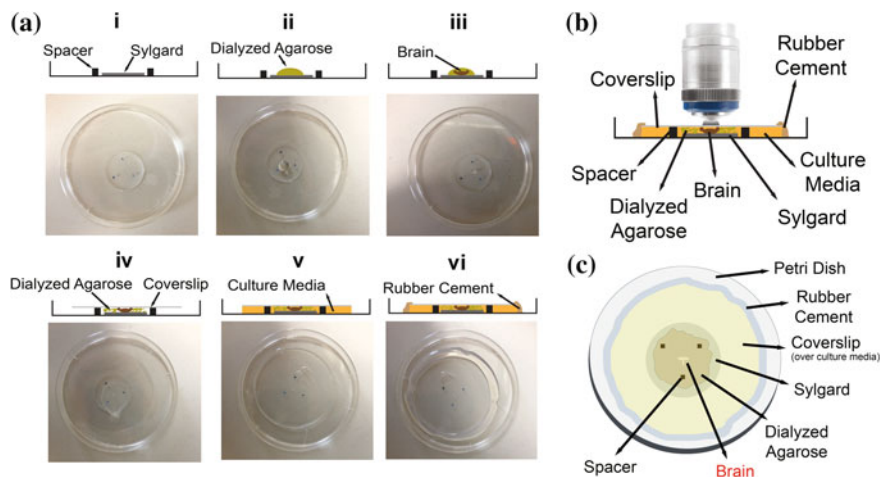 (a)
i
Spacer
Sylgard
ii
Dialyzed Agarose
iii
Brain
iv
Dialyzed Agarose
Coverslip
v
Culture Media
vi
Rubber Cement
(b)
Coverslip
Rubber
Cement
Spacer
Dialyzed
Agarose
Brain
Culture
Media
Sylgard
(c)
Petri Dish
Rubber
Cement
Coverslip
(over culture media)
Sylgard
Dialyzed
Agarose
Spacer
Brain